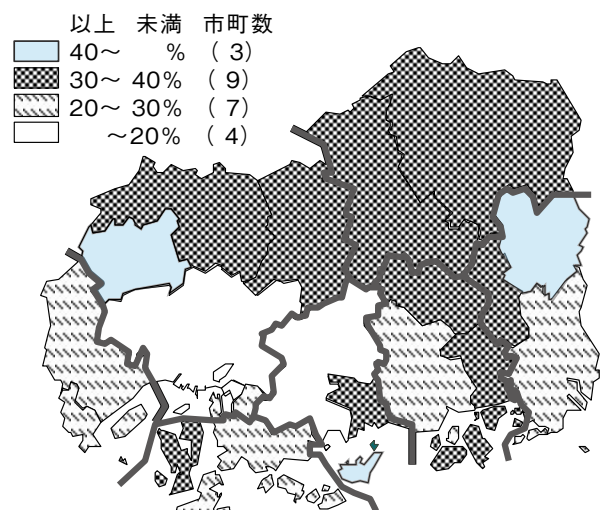 以上 未満 市町数
40～ % ( 3)
30～ 40% ( 9)
20～ 30% ( 7)
～20% ( 4)